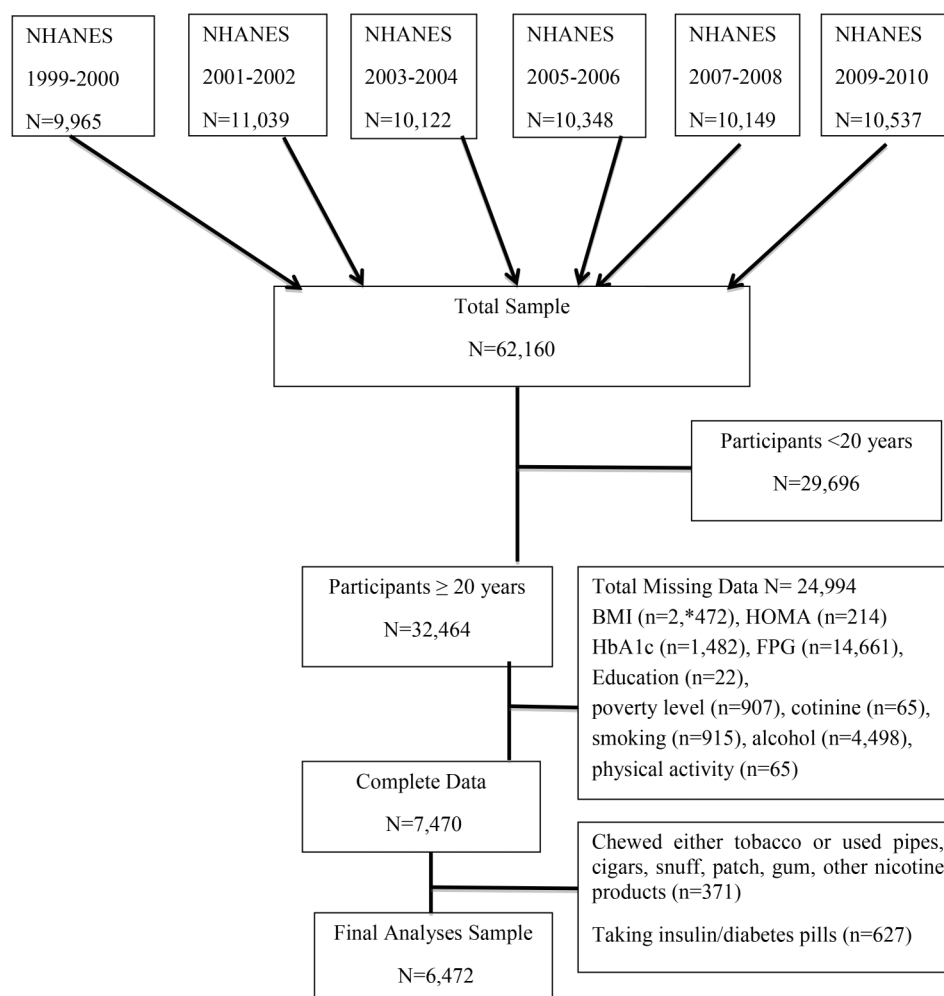 NHANES
1999-2000
N=9,965
NHANES
2001-2002
N=11,039
NHANES
2003-2004
N=10,122
NHANES
2005-2006
N=10,348
NHANES
2007-2008
N=10,149
NHANES
2009-2010
N=10,537
Total Sample
N=62,160
Participants <20 years
N=29,696
Participants ≥ 20 years
N=32,464
Total Missing Data N= 24,994
BMI (n=2,*472), HOMA (n=214)
HbA1c (n=1,482), FPG (n=14,661),
Education (n=22),
poverty level (n=907), cotinine (n=65),
smoking (n=915), alcohol (n=4,498),
physical activity (n=65)
Complete Data
N=7,470
Chewed either tobacco or used pipes,
cigars, snuff, patch, gum, other nicotine
products (n=371)
Taking insulin/diabetes pills (n=627)
Final Analyses Sample
N=6,472